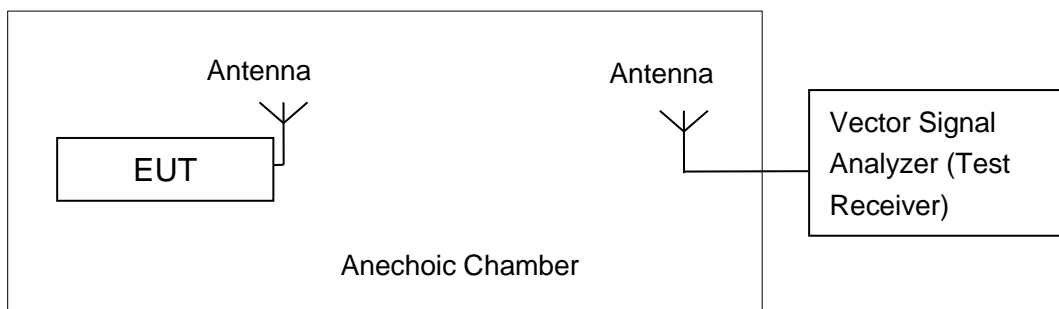 Antenna
Antenna
EUT
Vector Signal
Analyzer (Test
Receiver)
Anechoic Chamber